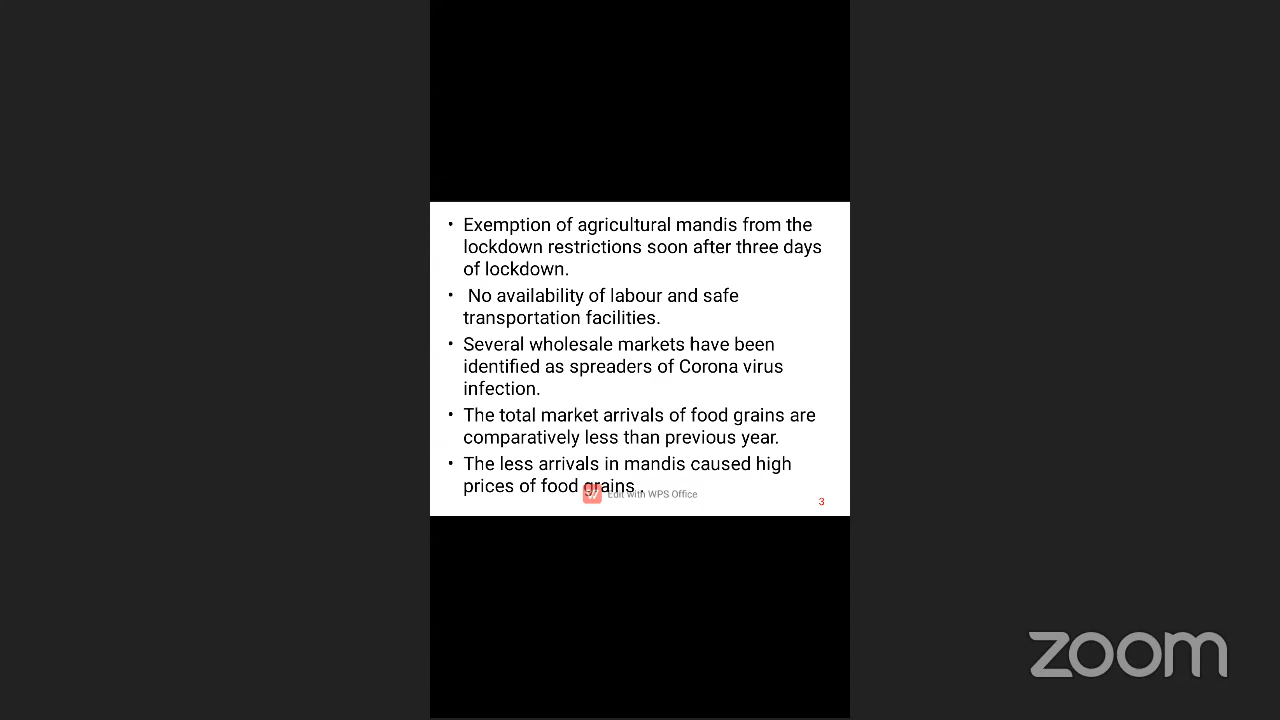 • Exemption of agricultural mandis from the
lockdown restrictions soon after three days
of lockdown.
• No availability of labour and safe
transportation facilities.
• Several wholesale markets have been
identified as spreaders of Corona virus
infection.
• The total market arrivals of food grains are
comparatively less than previous year.
• The less arrivals in mandis caused high
prices of food grains .
Edit with WPS Office
3
zoom